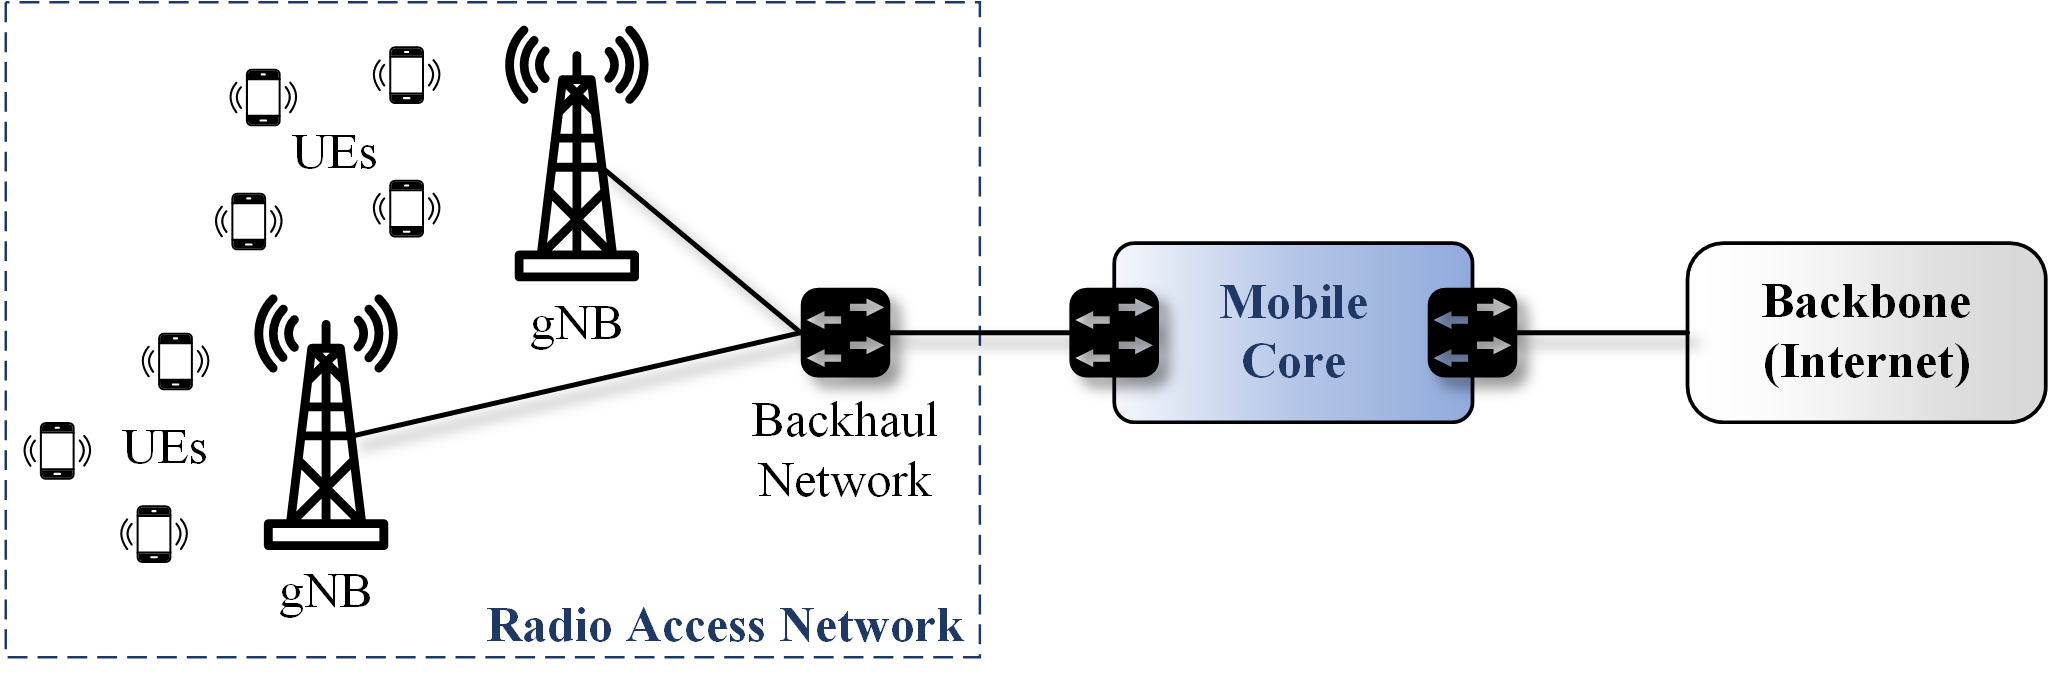 UEs
gNB
UEs
gNB
Backhaul
Network
Radio Access Network
Mobile
Core
Backbone
(Internet)